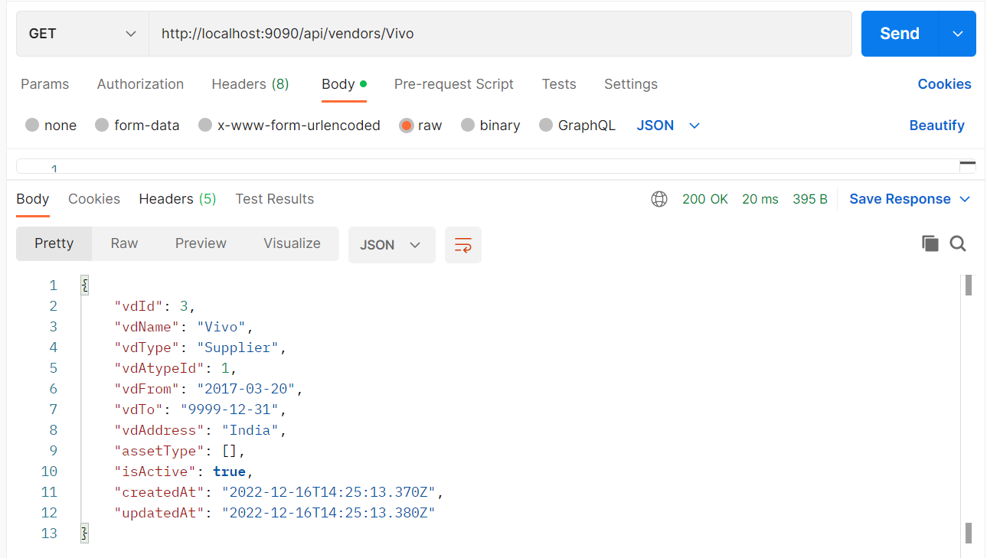 GET http://localhost:9090/api/vendors/Vivo Send
Params Authorization Headers (8) Body Pre-request Script Tests Settings Cookies
none form-data x-www-form-urlencoded raw binary GraphQL JSON Beautify
1
Body Cookies Headers (5) Test Results 200 OK 20 ms 395 B Save Response
Pretty Raw Preview Visualize JSON
1 {
2 "vdId": 3,
3 "vdName": "Vivo",
4 "vdType": "Supplier",
5 "vdAtypeId": 1,
6 "vdFrom": "2017-03-20",
7 "vdTo": "9999-12-31",
8 "vdAddress": "India",
9 "assetType": [],
10 "isActive": true,
11 "createdAt": "2022-12-16T14:25:13.370Z",
12 "updatedAt": "2022-12-16T14:25:13.380Z"
13 }